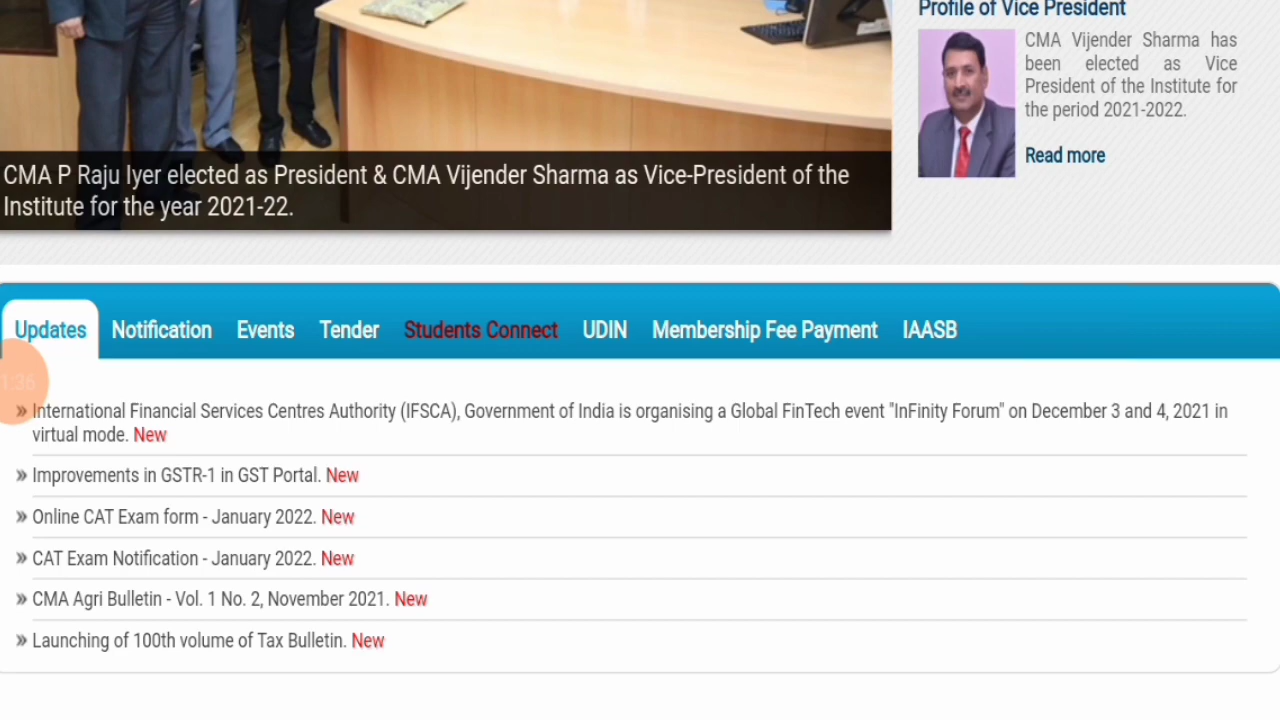 Profile of Vice President
CMA Vijender Sharma has
been elected as Vice
President of the Institute for
the period 2021-2022.
Read more
CMA P Raju Iyer elected as President & CMA Vijender Sharma as Vice-President of the
Institute for the year 2021-22.
Updates Notification Events Tender Students Connect UDIN Membership Fee Payment IAASB
1:36
» International Financial Services Centres Authority (IFSCA), Government of India is organising a Global FinTech event "InFinity Forum" on December 3 and 4, 2021 in
virtual mode. New
» Improvements in GSTR-1 in GST Portal. New
» Online CAT Exam form - January 2022. New
» CAT Exam Notification - January 2022. New
» CMA Agri Bulletin - Vol. 1 No. 2, November 2021. New
» Launching of 100th volume of Tax Bulletin. New